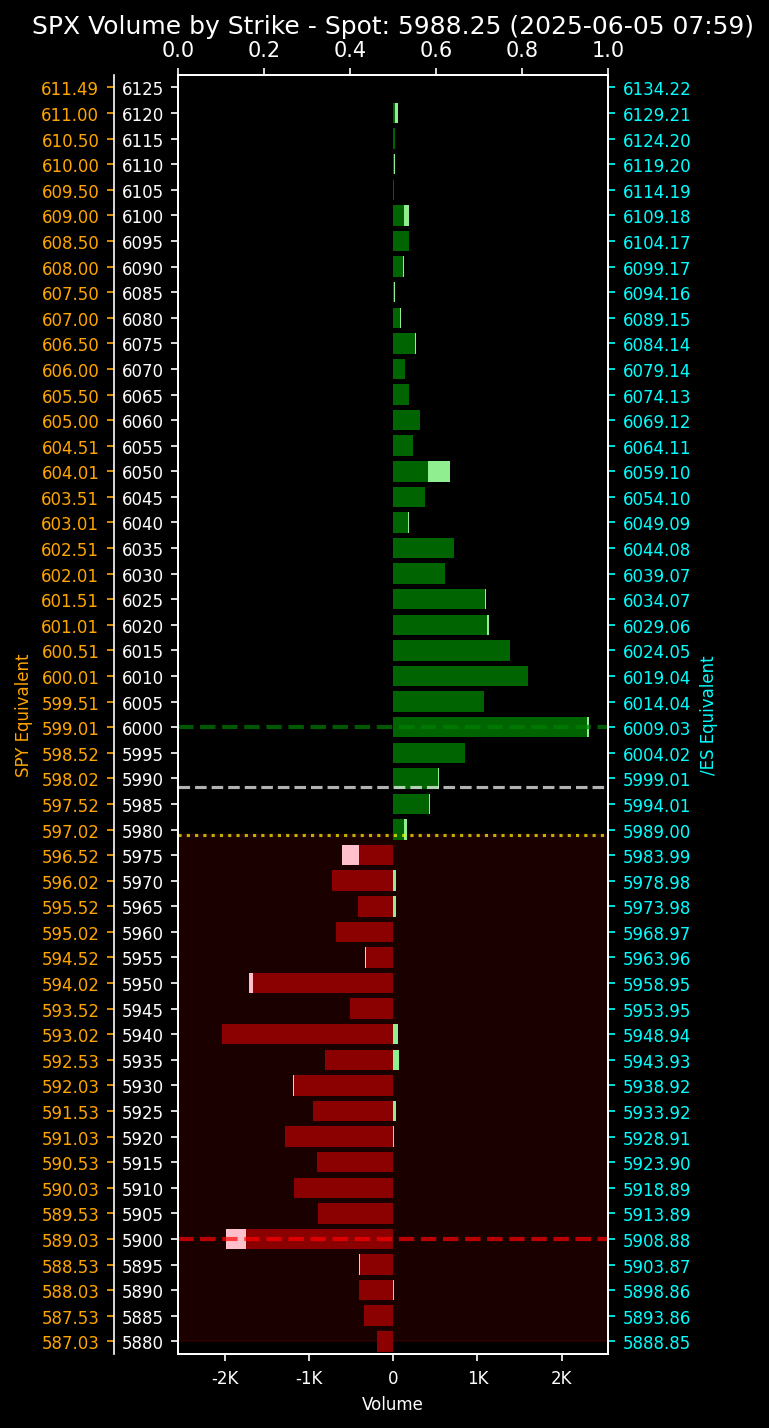 SPX Volume by Strike - Spot: 5988.25 (2025-06-05 07:59)
0.0 0.2 0.4 0.6 0.8 1.0
611.49 6125 6134.22
611.00 6120 6129.21
610.50 6115 6124.20
610.00 6110 6119.20
609.50 6105 6114.19
609.00 6100 6109.18
608.50 6095 6104.17
608.00 6090 6099.17
607.50 6085 6094.16
607.00 6080 6089.15
606.50 6075 6084.14
606.00 6070 6079.14
605.50 6065 6074.13
605.00 6060 6069.12
604.51 6055 6064.11
604.01 6050 6059.10
603.51 6045 6054.10
603.01 6040 6049.09
602.51 6035 6044.08
602.01 6030 6039.07
601.51 6025 6034.07
601.01 6020 6029.06
600.51 6015 6024.05
600.01 6010 6019.04
599.51 6005 6014.04
599.01 6000 6009.03
598.52 5995 6004.02
598.02 5990 5999.01
597.52 5985 5994.01
597.02 5980 5989.00
596.52 5975 5983.99
596.02 5970 5978.98
595.52 5965 5973.98
595.02 5960 5968.97
594.52 5955 5963.96
594.02 5950 5958.95
593.52 5945 5953.95
593.02 5940 5948.94
592.53 5935 5943.93
592.03 5930 5938.92
591.53 5925 5933.92
591.03 5920 5928.91
590.53 5915 5923.90
590.03 5910 5918.89
589.53 5905 5913.89
589.03 5900 5908.88
588.53 5895 5903.87
588.03 5890 5898.86
587.53 5885 5893.86
587.03 5880 5888.85
SPY Equivalent
/ES Equivalent
-2K -1K 0 1K 2K
Volume